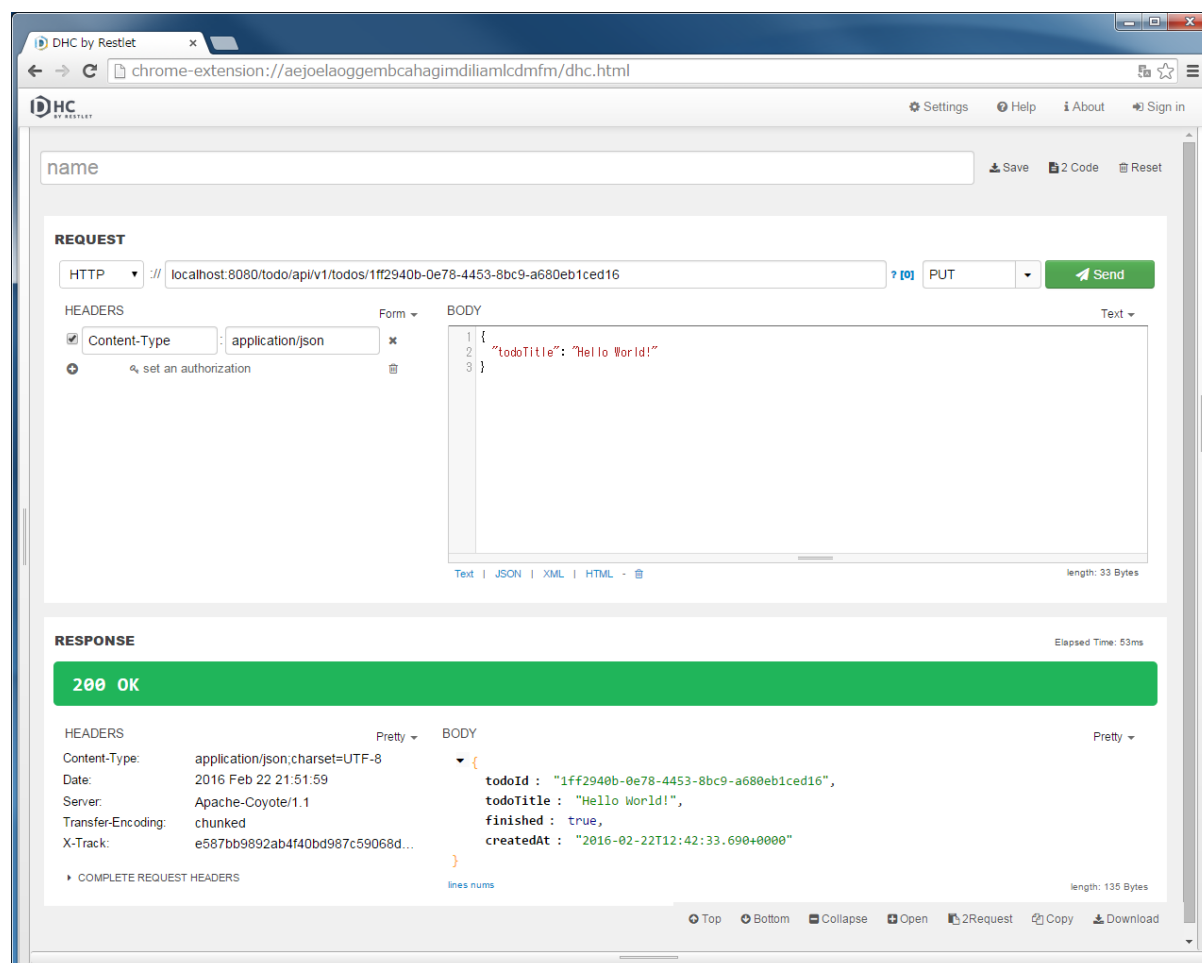 DHC by Restlet
chrome-extension://aejoelaoggembcahagimdiliamlcdmfm/dhc.html
DHC BY RESTLET
Settings Help About Sign in
name
Save 2 Code Reset
REQUEST
HTTP :// localhost:8080/todo/api/v1/todos/1ff2940b-0e78-4453-8bc9-a680eb1ced16 ? [0] PUT Send
HEADERS Form BODY Text
Content-Type : application/json
set an authorization
1 {
2 "todoTitle": "Hello World!"
3 }
Text | JSON | XML | HTML - length: 33 Bytes
RESPONSE Elapsed Time: 53ms
200 OK
HEADERS Pretty BODY Pretty
Content-Type: application/json;charset=UTF-8
Date: 2016 Feb 22 21:51:59
Server: Apache-Coyote/1.1
Transfer-Encoding: chunked
X-Track: e587bb9892ab4f40bd987c59068d...
COMPLETE REQUEST HEADERS
{
todoId : "1ff2940b-0e78-4453-8bc9-a680eb1ced16",
todoTitle : "Hello World!",
finished : true,
createdAt : "2016-02-22T12:42:33.690+0000"
}
lines nums length: 135 Bytes
Top Bottom Collapse Open 2Request Copy Download